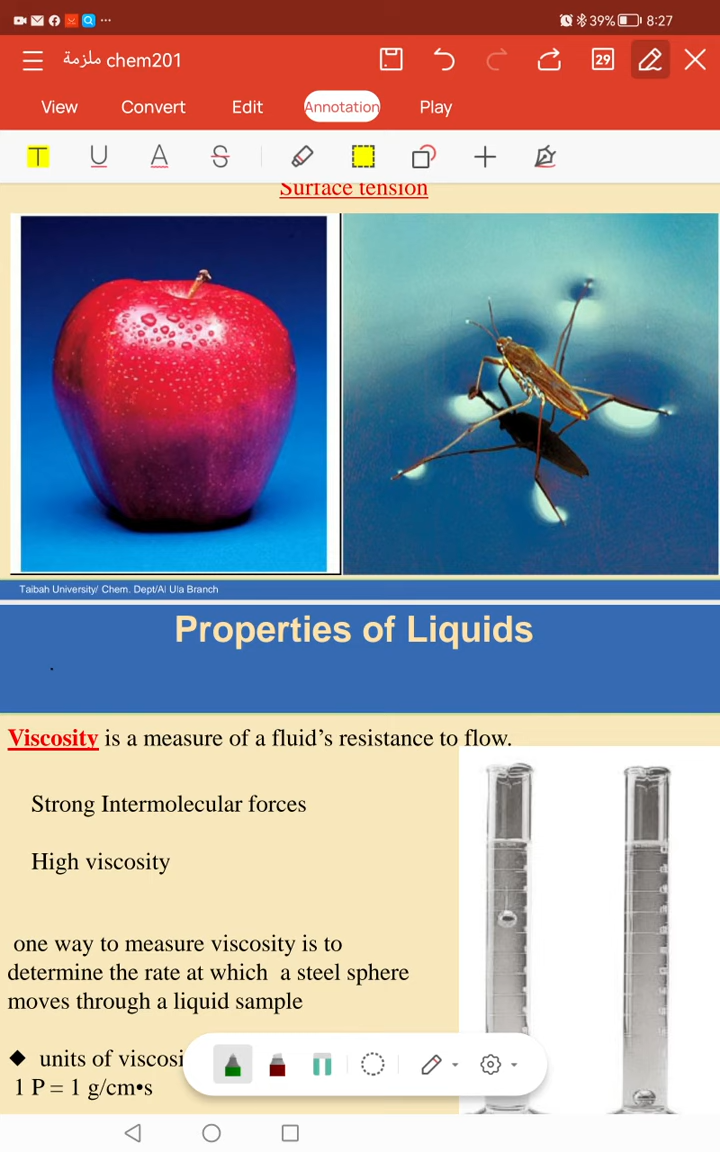 39% 8:27
ملزمة chem201
29
View Convert Edit Annotation Play
T U A S
Surface tension
Taibah University/ Chem. Dept/Al Ula Branch
Properties of Liquids
Viscosity is a measure of a fluid's resistance to flow.
Strong Intermolecular forces
High viscosity
one way to measure viscosity is to
determine the rate at which a steel sphere
moves through a liquid sample
◆ units of viscosi
1 P = 1 g/cm•s